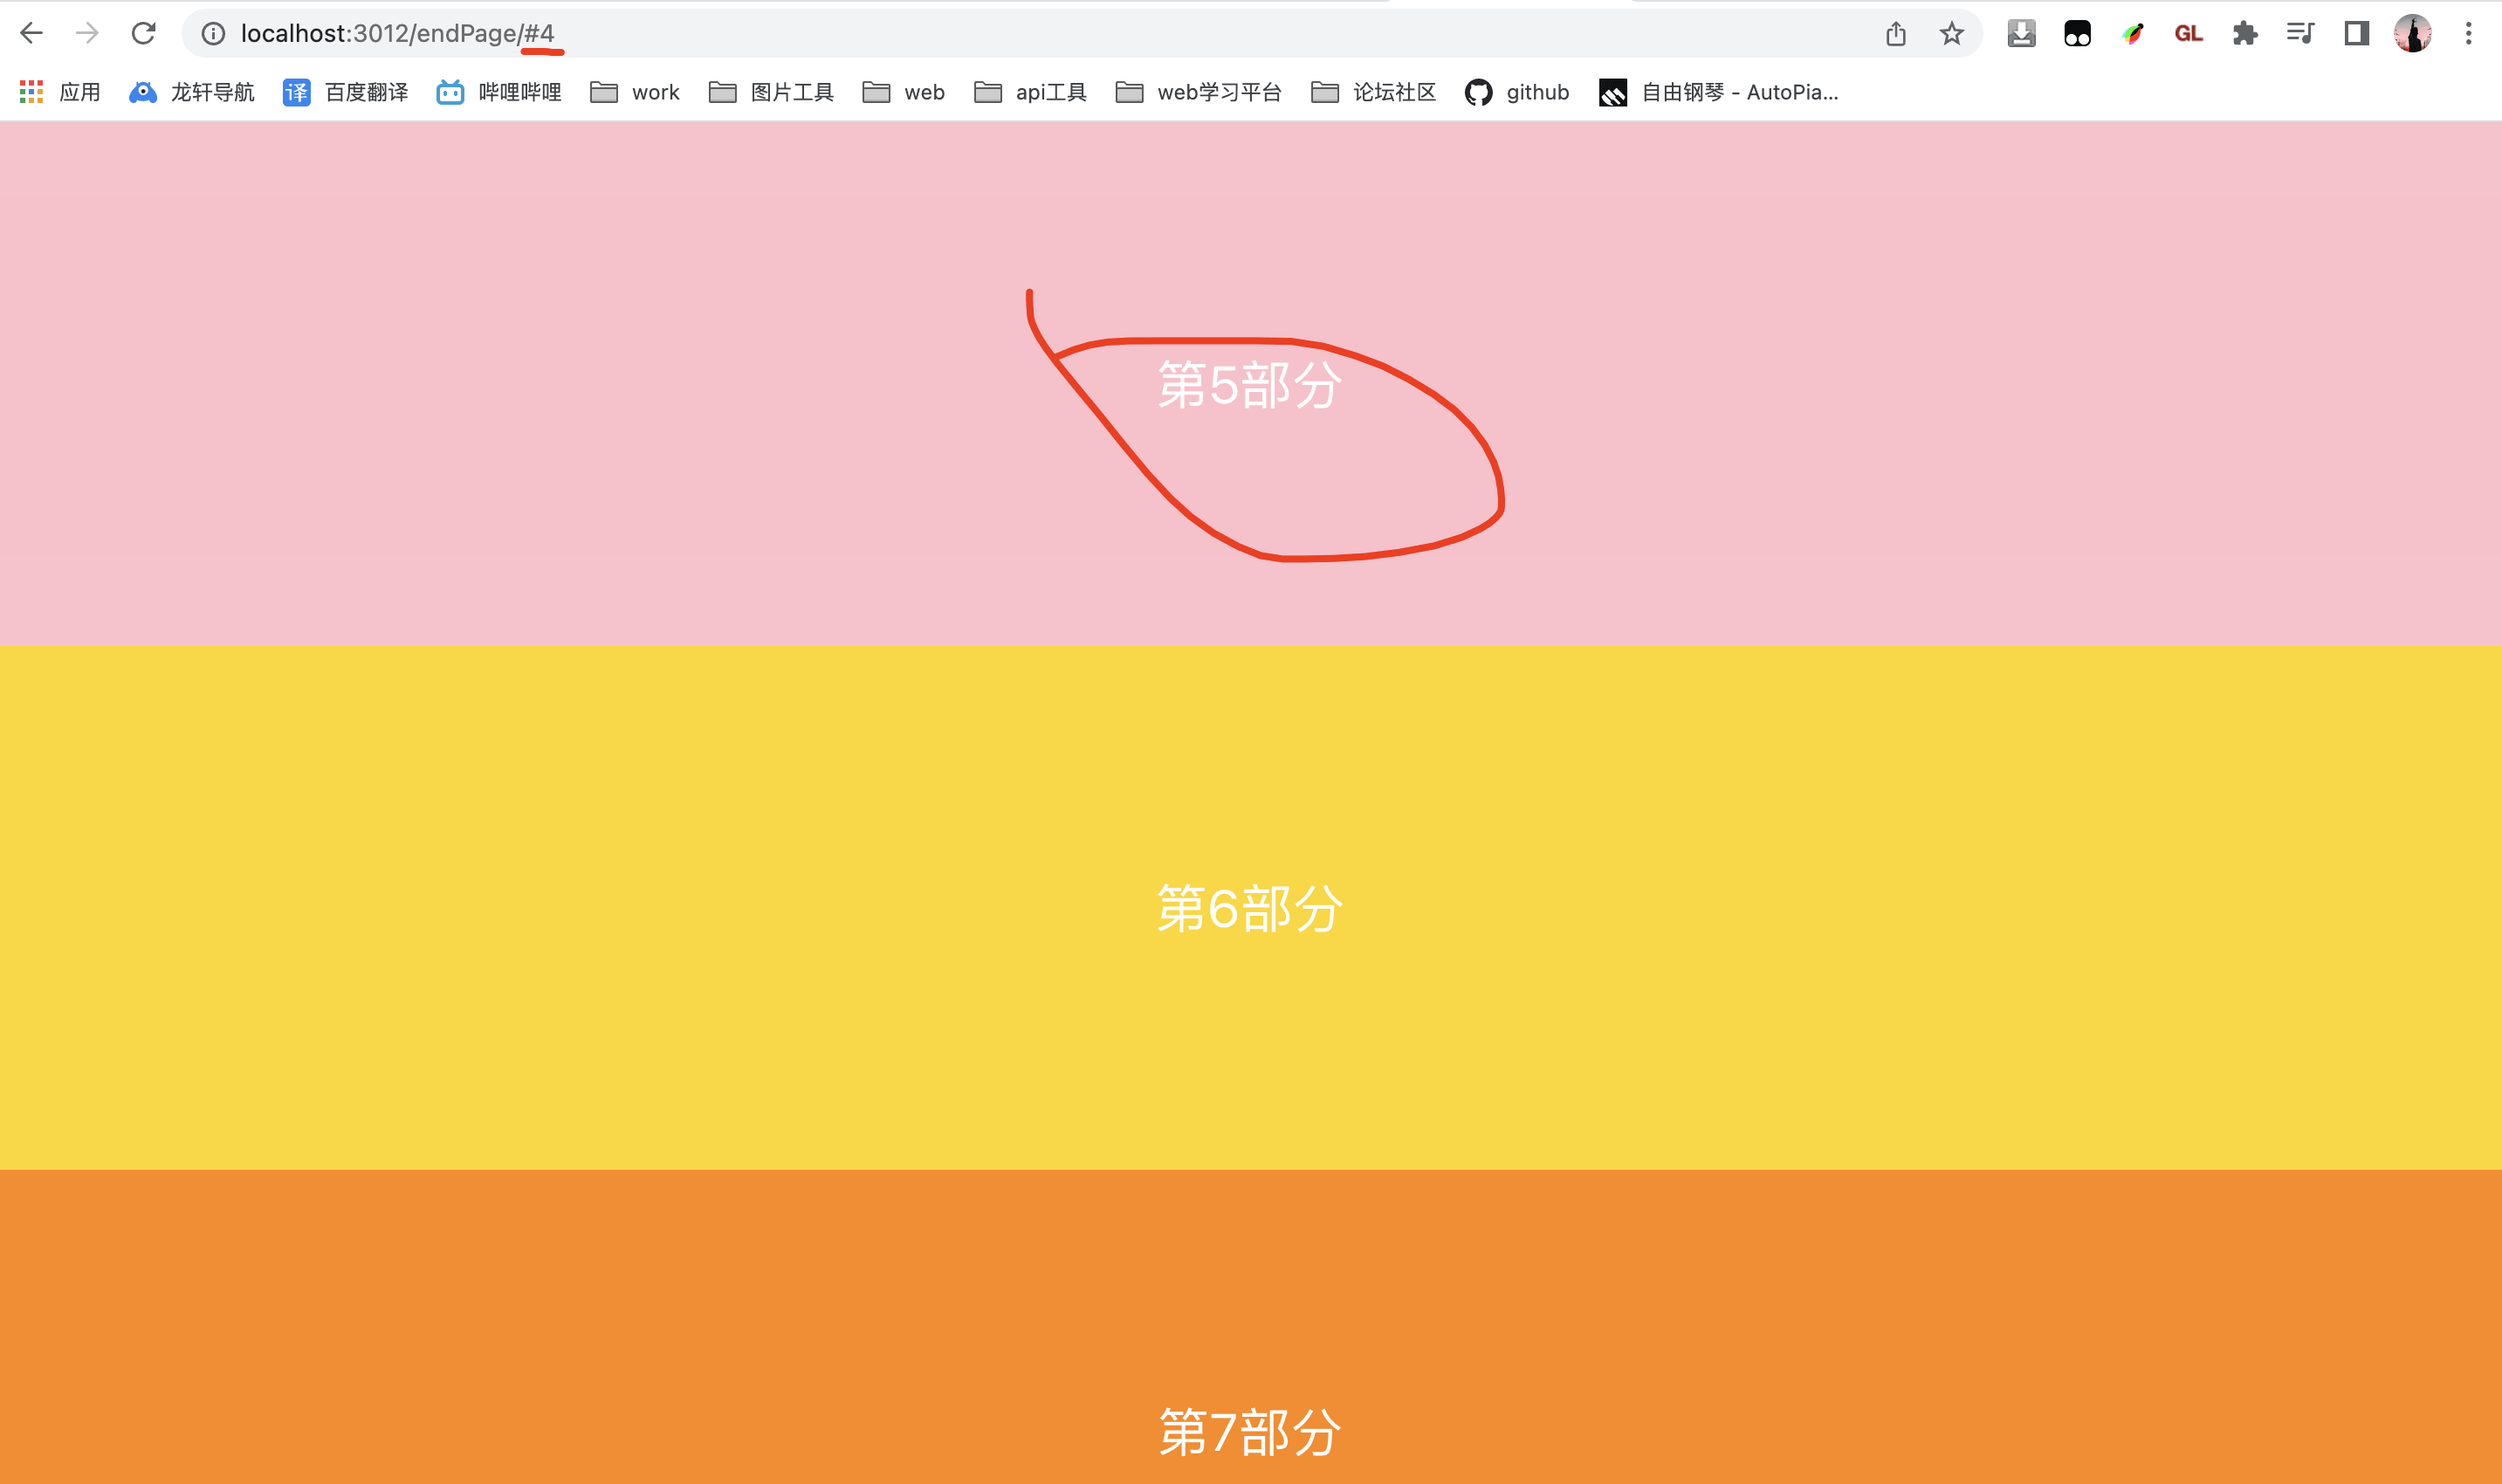 localhost:3012/endPage/#4
GL
应用 龙轩导航 译 百度翻译 哔哩哔哩 work 图片工具 web api工具 web学习平台 论坛社区 github 自由钢琴 - AutoPia...
第5部分
第6部分
第7部分